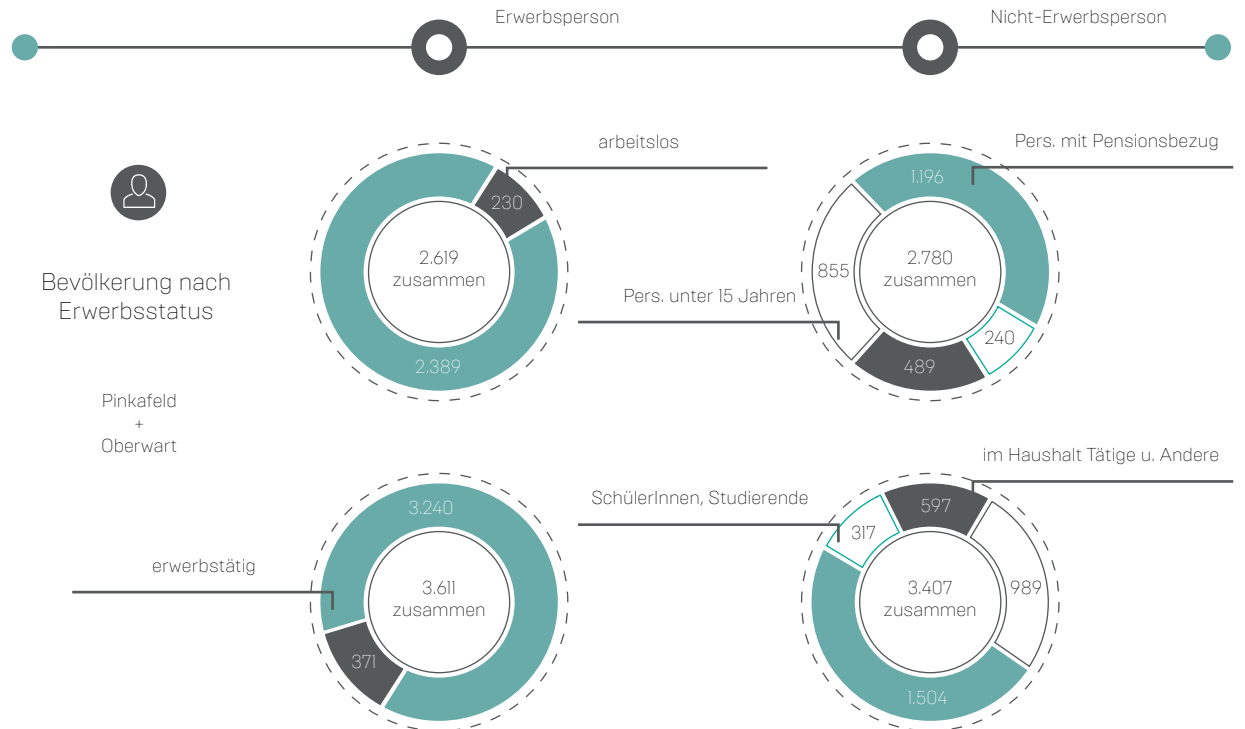 Erwerbsperson
Nicht-Erwerbsperson
arbeitslos
Pers. mit Pensionsbezug
230
1.196
Bevölkerung nach
Erwerbsstatus
2.619
zusammen
855
2.780
zusammen
Pers. unter 15 Jahren
240
2.389
489
Pinkafeld
+
Oberwart
im Haushalt Tätige u. Andere
SchülerInnen, Studierende
3.240
597
317
erwerbstätig
3.611
zusammen
3.407
zusammen
989
371
1.504